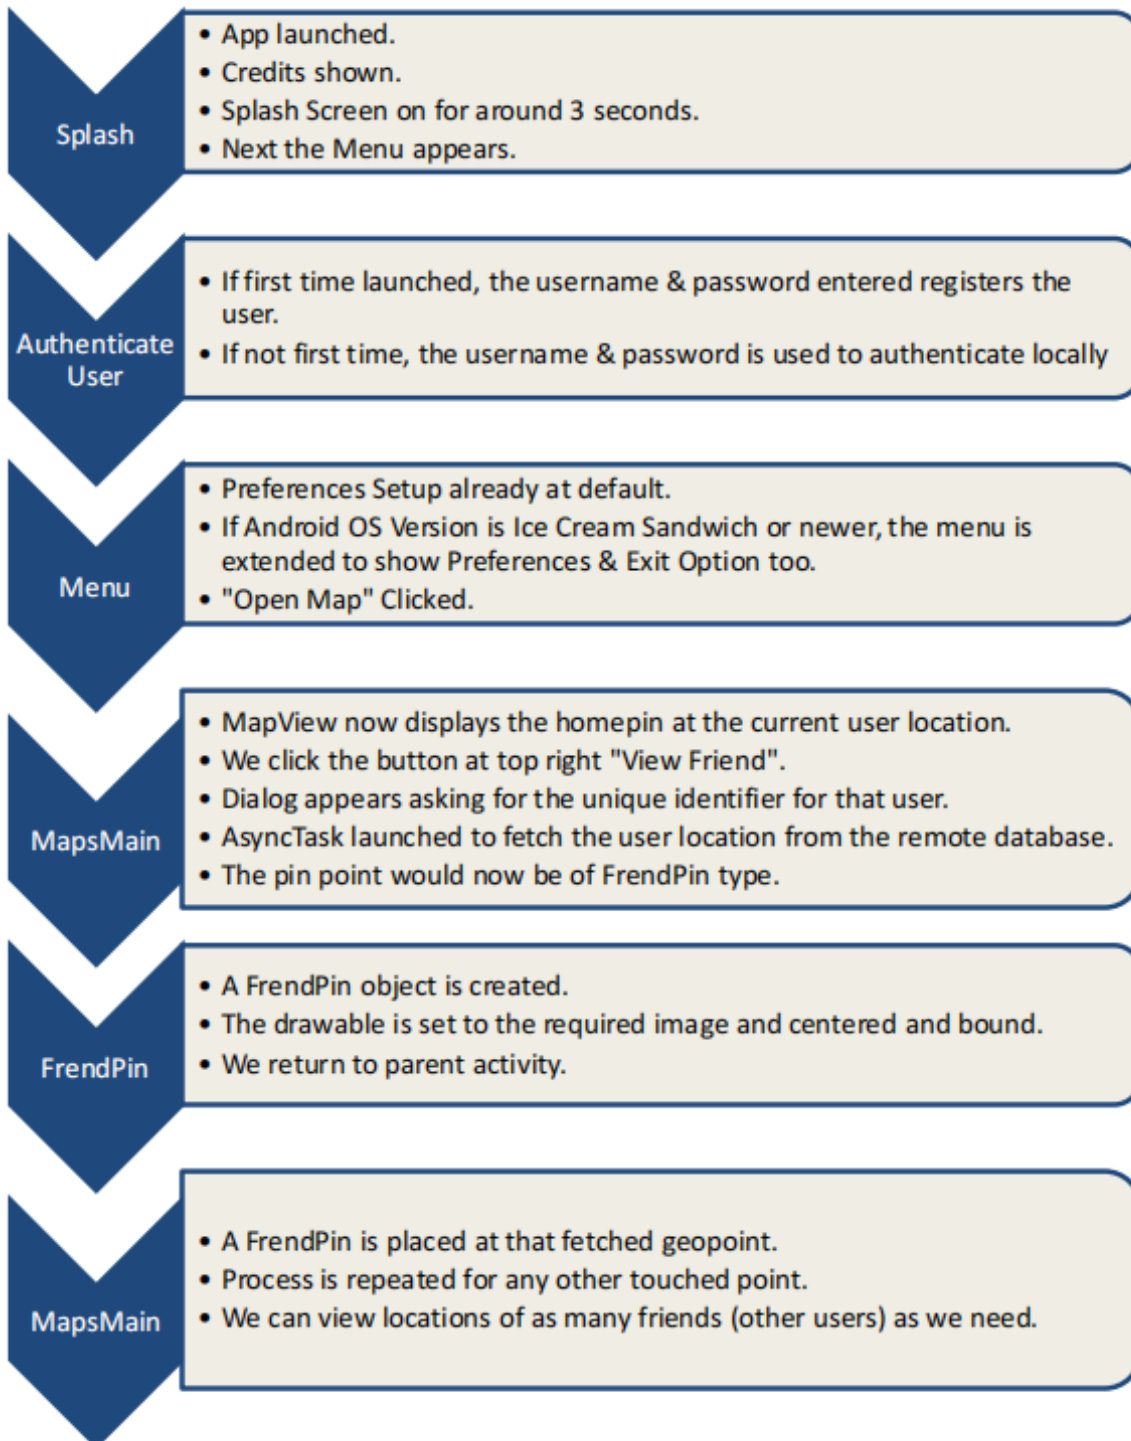 Splash
• App launched.
• Credits shown.
• Splash Screen on for around 3 seconds.
• Next the Menu appears.
Authenticate
User
• If first time launched, the username & password entered registers the
user.
• If not first time, the username & password is used to authenticate locally
Menu
• Preferences Setup already at default.
• If Android OS Version is Ice Cream Sandwich or newer, the menu is
extended to show Preferences & Exit Option too.
• "Open Map" Clicked.
MapsMain
• MapView now displays the homepin at the current user location.
• We click the button at top right "View Friend".
• Dialog appears asking for the unique identifier for that user.
• AsyncTask launched to fetch the user location from the remote database.
• The pin point would now be of FrendPin type.
FrendPin
• A FrendPin object is created.
• The drawable is set to the required image and centered and bound.
• We return to parent activity.
MapsMain
• A FrendPin is placed at that fetched geopoint.
• Process is repeated for any other touched point.
• We can view locations of as many friends (other users) as we need.